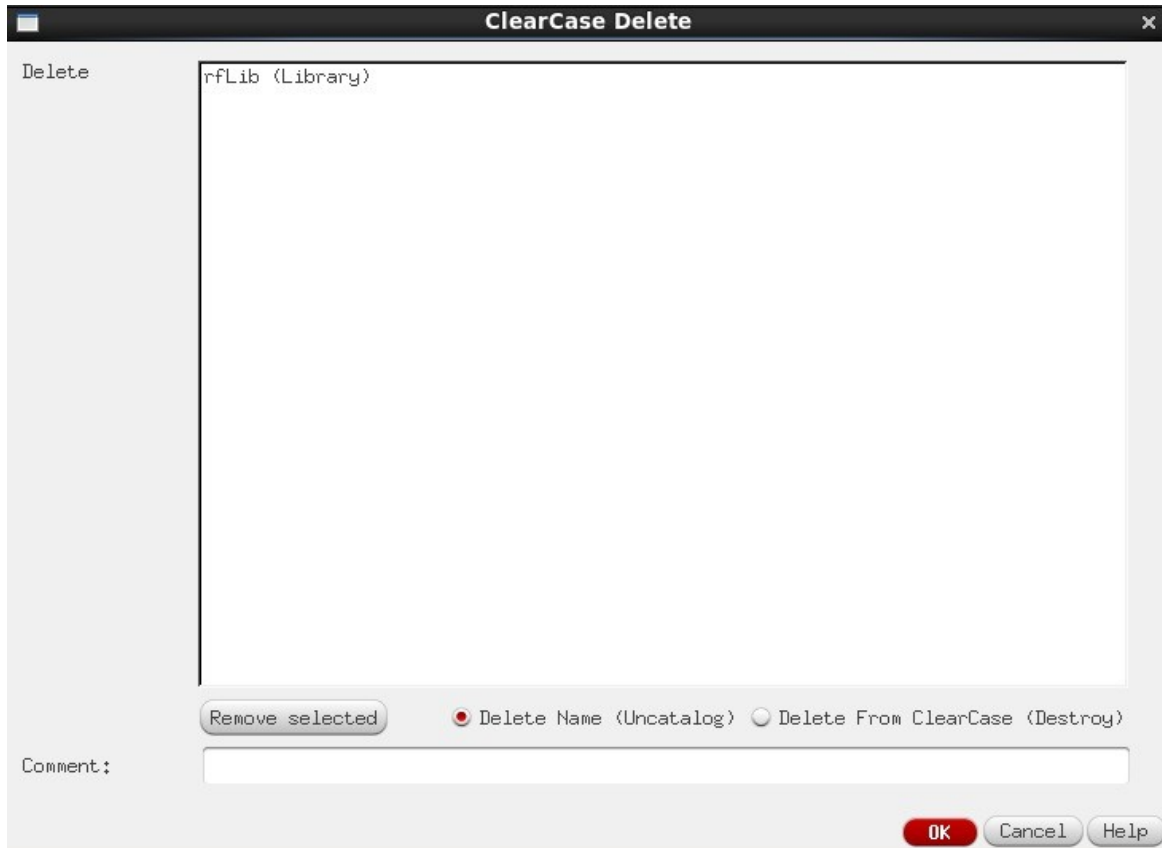 ClearCase Delete
Delete
rfLib (Library)
Remove selected
Delete Name (Uncatalog)
Delete From ClearCase (Destroy)
Comment:
OK
Cancel
Help